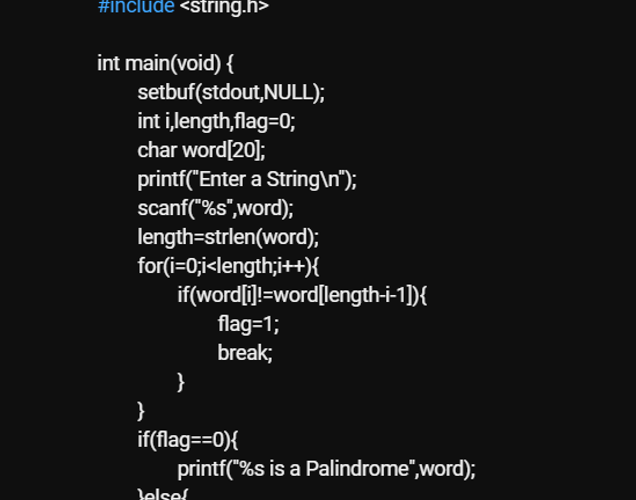 #include <string.h>
int main(void) {
setbuf(stdout,NULL);
int i,length,flag=0;
char word[20];
printf("Enter a String\n");
scanf("%s",word);
length=strlen(word);
for(i=0;i<length;i++){
if(word[i]!=word[length-i-1]){
flag=1;
break;
}
}
if(flag==0){
printf("%s is a Palindrome",word);
}else{